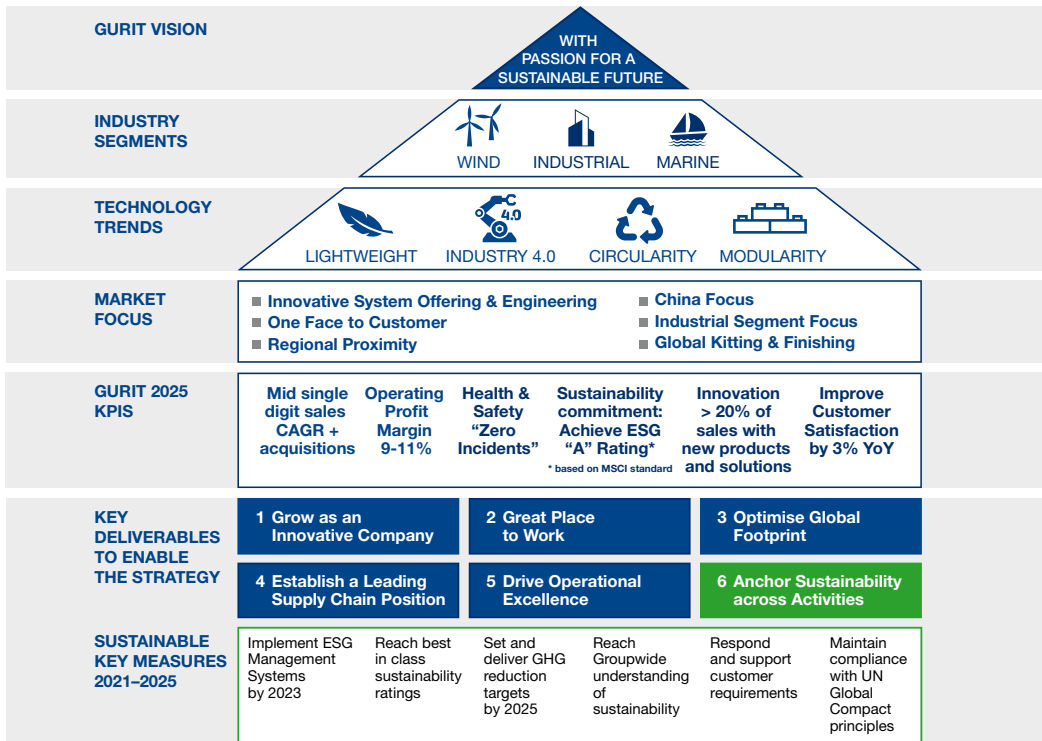 GURIT VISION
WITH
PASSION FOR A
SUSTAINABLE FUTURE
INDUSTRY
SEGMENTS
WIND
INDUSTRIAL
MARINE
TECHNOLOGY
TRENDS
4.0
LIGHTWEIGHT
INDUSTRY 4.0
CIRCULARITY
MODULARITY
MARKET
FOCUS
Innovative System Offering & Engineering
One Face to Customer
Regional Proximity
China Focus
Industrial Segment Focus
Global Kitting & Finishing
GURIT 2025
KPIS
Mid single
digit sales
CAGR +
acquisitions
Operating
Profit
Margin
9-11%
Health &
Safety
“Zero
Incidents”
Sustainability
commitment:
Achieve ESG
“A” Rating*
* based on MSCI standard
Innovation
> 20% of
sales with
new products
and solutions
Improve
Customer
Satisfaction
by 3% YoY
KEY
DELIVERABLES
TO ENABLE
THE STRATEGY
1 Grow as an
Innovative Company
2 Great Place
to Work
3 Optimise Global
Footprint
4 Establish a Leading
Supply Chain Position
5 Drive Operational
Excellence
6 Anchor Sustainability
across Activities
SUSTAINABLE
KEY MEASURES
2021–2025
Implement ESG
Management
Systems
by 2023
Reach best
in class
sustainability
ratings
Set and
deliver GHG
reduction
targets
by 2025
Reach
Groupwide
understanding
of
sustainability
Respond
and support
customer
requirements
Maintain
compliance
with UN
Global
Compact
principles